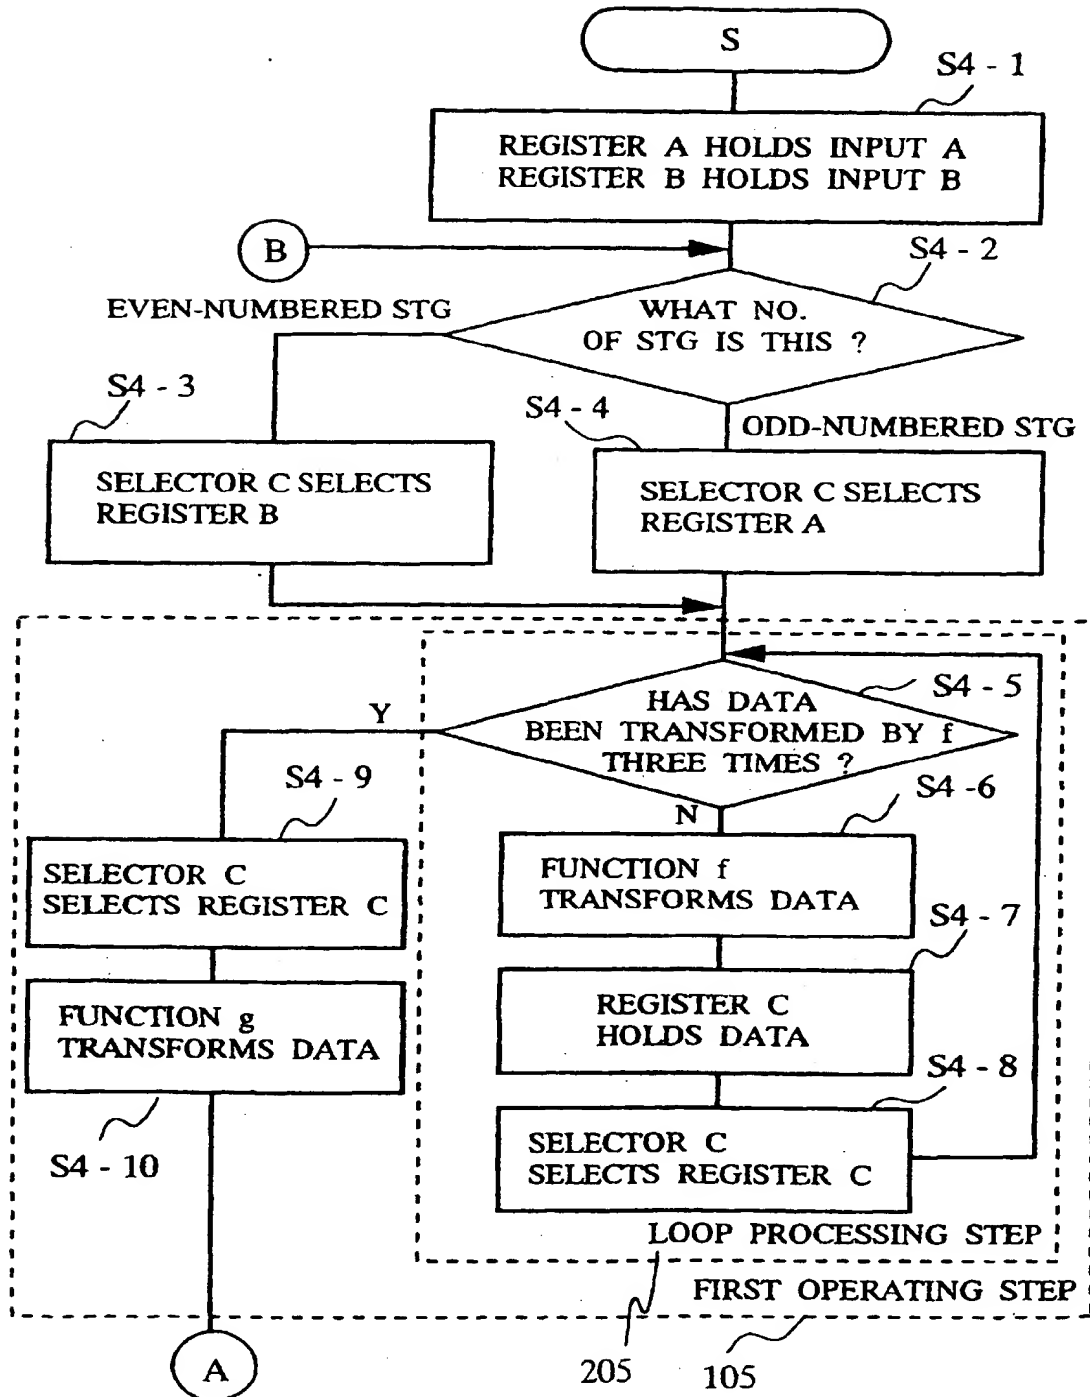 S
S4 - 1
REGISTER A HOLDS INPUT A
REGISTER B HOLDS INPUT B
B
S4 - 2
EVEN-NUMBERED STG
WHAT NO.
OF STG IS THIS ?
S4 - 3
S4 - 4
ODD-NUMBERED STG
SELECTOR C SELECTS
REGISTER B
SELECTOR C SELECTS
REGISTER A
S4 - 5
Y
HAS DATA
BEEN TRANSFORMED BY f
THREE TIMES ?
S4 - 9
S4 -6
N
SELECTOR C
SELECTS REGISTER C
FUNCTION f
TRANSFORMS DATA
S4 - 7
FUNCTION g
TRANSFORMS DATA
REGISTER C
HOLDS DATA
S4 - 8
S4 - 10
SELECTOR C
SELECTS REGISTER C
LOOP PROCESSING STEP
FIRST OPERATING STEP
A
205
105